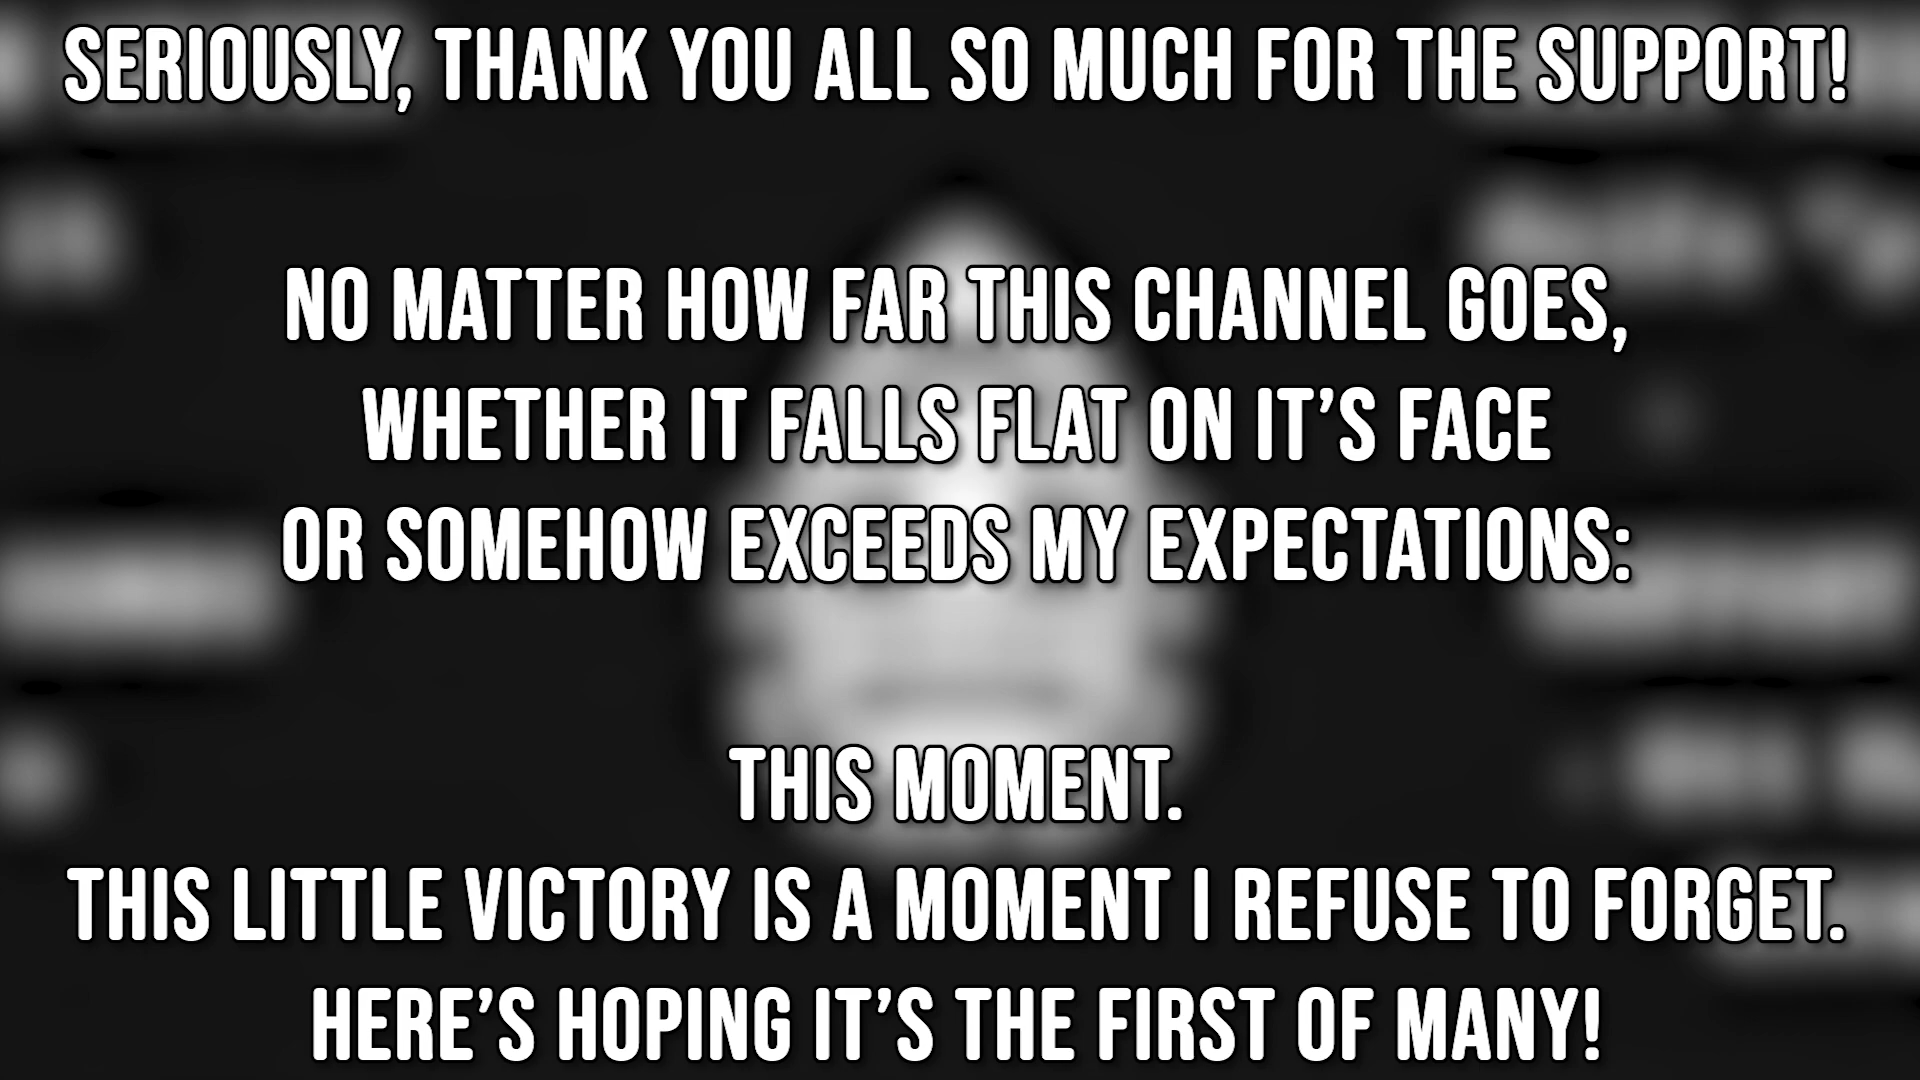 SERIOUSLY, THANK YOU ALL SO MUCH FOR THE SUPPORT!
NO MATTER HOW FAR THIS CHANNEL GOES,
WHETHER IT FALLS FLAT ON IT'S FACE
OR SOMEHOW EXCEEDS MY EXPECTATIONS:
THIS MOMENT.
THIS LITTLE VICTORY IS A MOMENT I REFUSE TO FORGET.
HERE'S HOPING IT'S THE FIRST OF MANY!